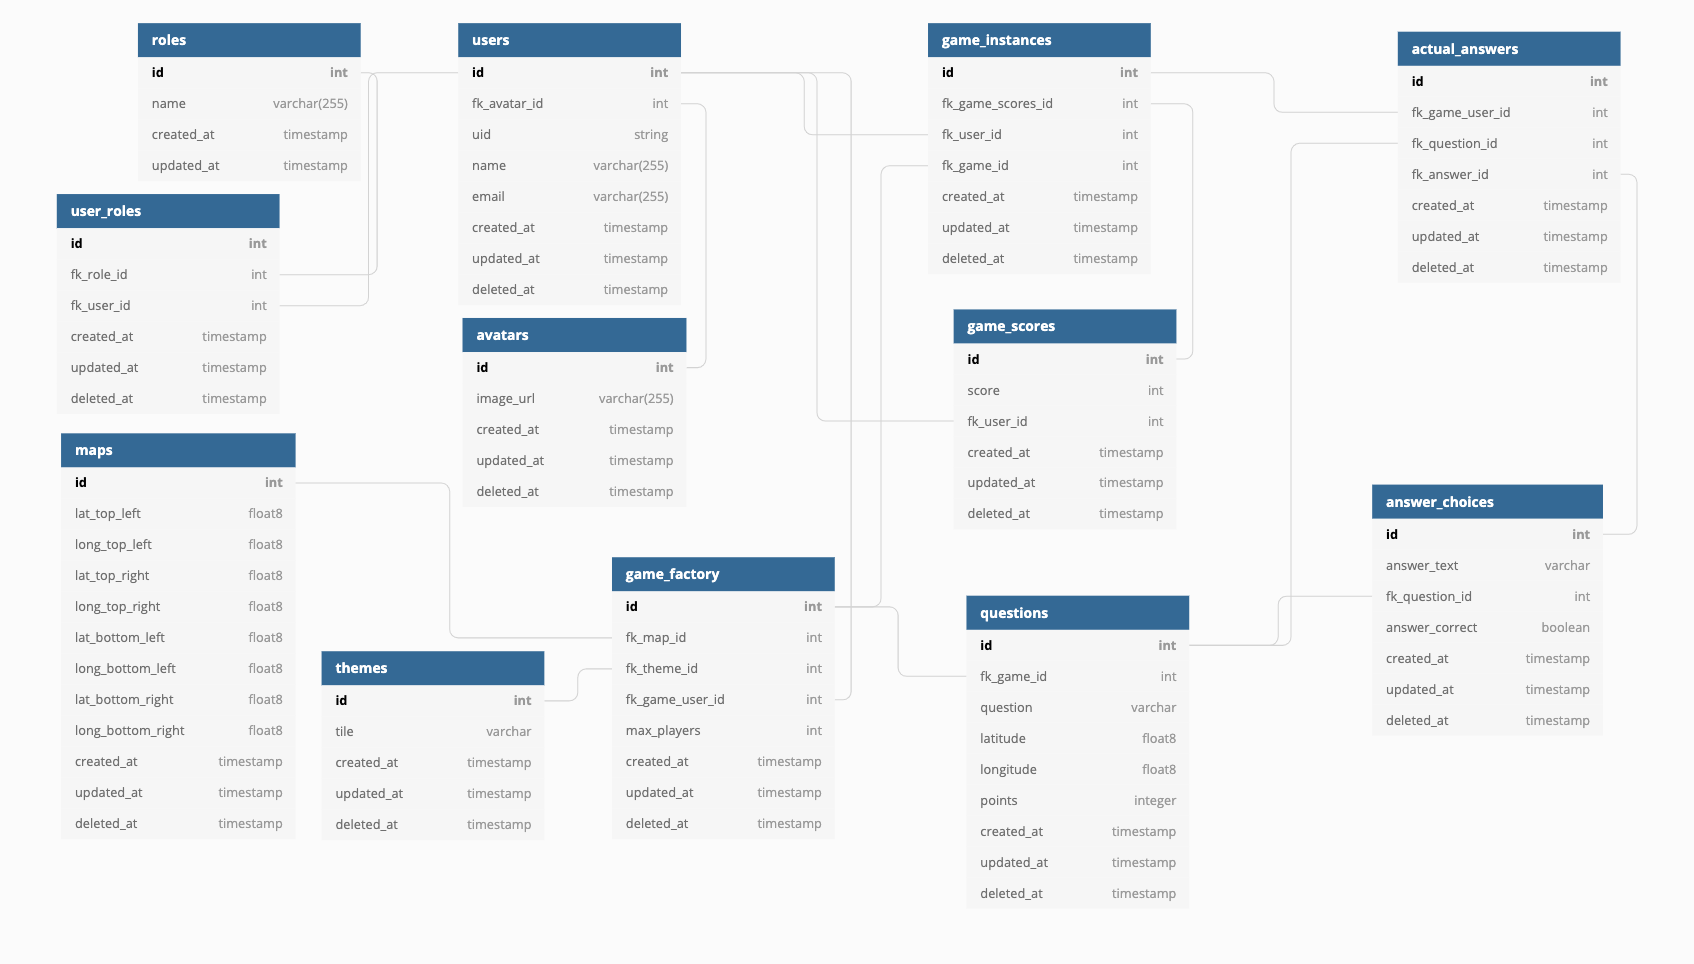 roles
id int
name varchar(255)
created_at timestamp
updated_at timestamp
user_roles
id int
fk_role_id int
fk_user_id int
created_at timestamp
updated_at timestamp
deleted_at timestamp
maps
id int
lat_top_left float8
long_top_left float8
lat_top_right float8
long_top_right float8
lat_bottom_left float8
long_bottom_left float8
lat_bottom_right float8
long_bottom_right float8
created_at timestamp
updated_at timestamp
deleted_at timestamp
users
id int
fk_avatar_id int
uid string
name varchar(255)
email varchar(255)
created_at timestamp
updated_at timestamp
deleted_at timestamp
avatars
id int
image_url varchar(255)
created_at timestamp
updated_at timestamp
deleted_at timestamp
themes
id int
tile varchar
created_at timestamp
updated_at timestamp
deleted_at timestamp
game_factory
id int
fk_map_id int
fk_theme_id int
fk_game_user_id int
max_players int
created_at timestamp
updated_at timestamp
deleted_at timestamp
game_instances
id int
fk_game_scores_id int
fk_user_id int
fk_game_id int
created_at timestamp
updated_at timestamp
deleted_at timestamp
game_scores
id int
score int
fk_user_id int
created_at timestamp
updated_at timestamp
deleted_at timestamp
questions
id int
fk_game_id int
question varchar
latitude float8
longitude float8
points integer
created_at timestamp
updated_at timestamp
deleted_at timestamp
actual_answers
id int
fk_game_user_id int
fk_question_id int
fk_answer_id int
created_at timestamp
updated_at timestamp
deleted_at timestamp
answer_choices
id int
answer_text varchar
fk_question_id int
answer_correct boolean
created_at timestamp
updated_at timestamp
deleted_at timestamp